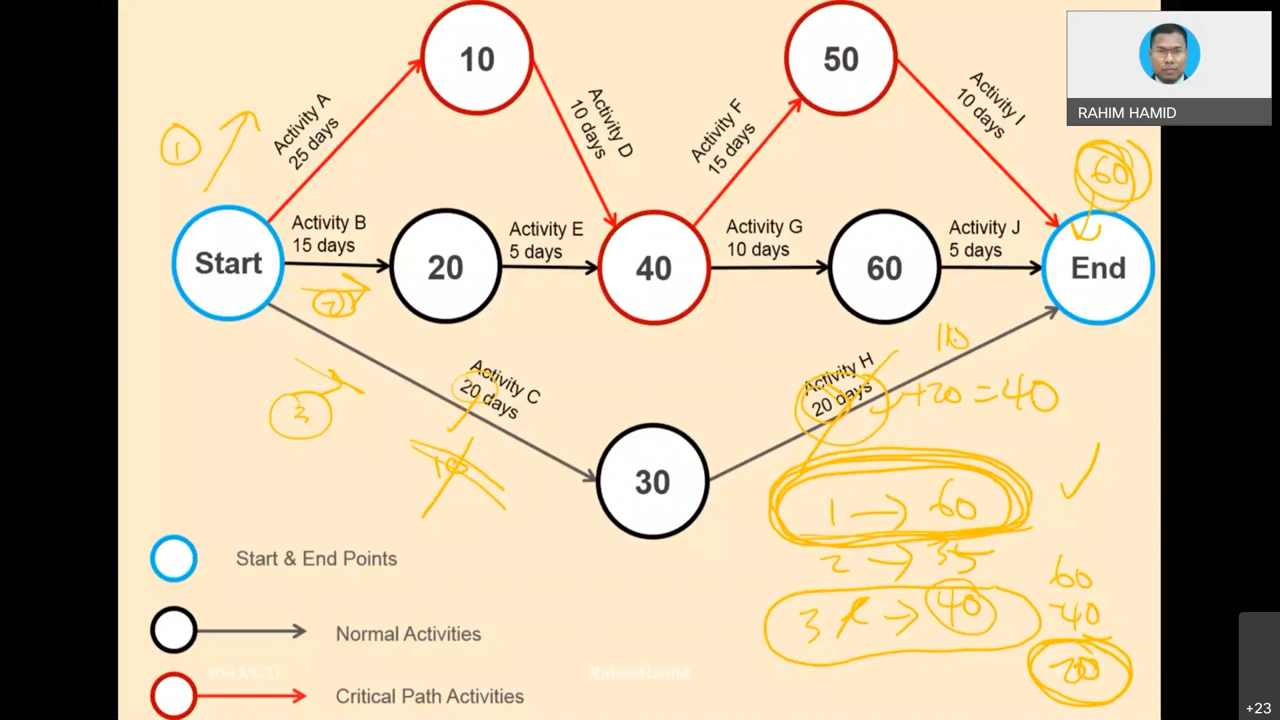 10
50
RAHIM HAMID
Activity A
25 days
Activity D
10 days
Activity F
15 days
Activity I
10 days
1
60
Start
Activity B
15 days
20
Activity E
5 days
40
Activity G
10 days
60
Activity J
5 days
End
2
3
Activity C
20 days
Activity H
20 days
+20 = 40
30
1 → 60
2 → 35
3 → 40
60
- 40
20
Start & End Points
Normal Activities
Critical Path Activities
RahimHamid
+23